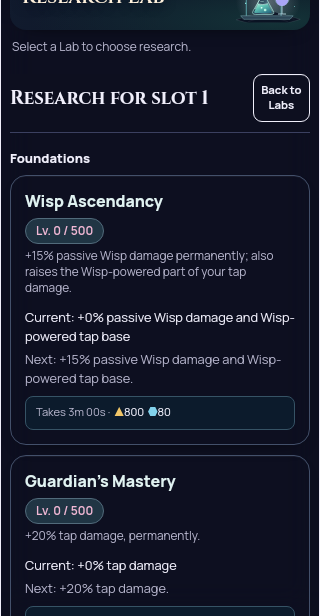 RESEARCH LAB
Select a Lab to choose research.
RESEARCH FOR SLOT 1
Back to
Labs
Foundations
Wisp Ascendancy
Lv. 0 / 500
+15% passive Wisp damage permanently; also
raises the Wisp-powered part of your tap
damage.
Current: +0% passive Wisp damage and Wisp-
powered tap base
Next: +15% passive Wisp damage and Wisp-
powered tap base.
Takes 3m 00s · 800 80
Guardian's Mastery
Lv. 0 / 500
+20% tap damage, permanently.
Current: +0% tap damage
Next: +20% tap damage.